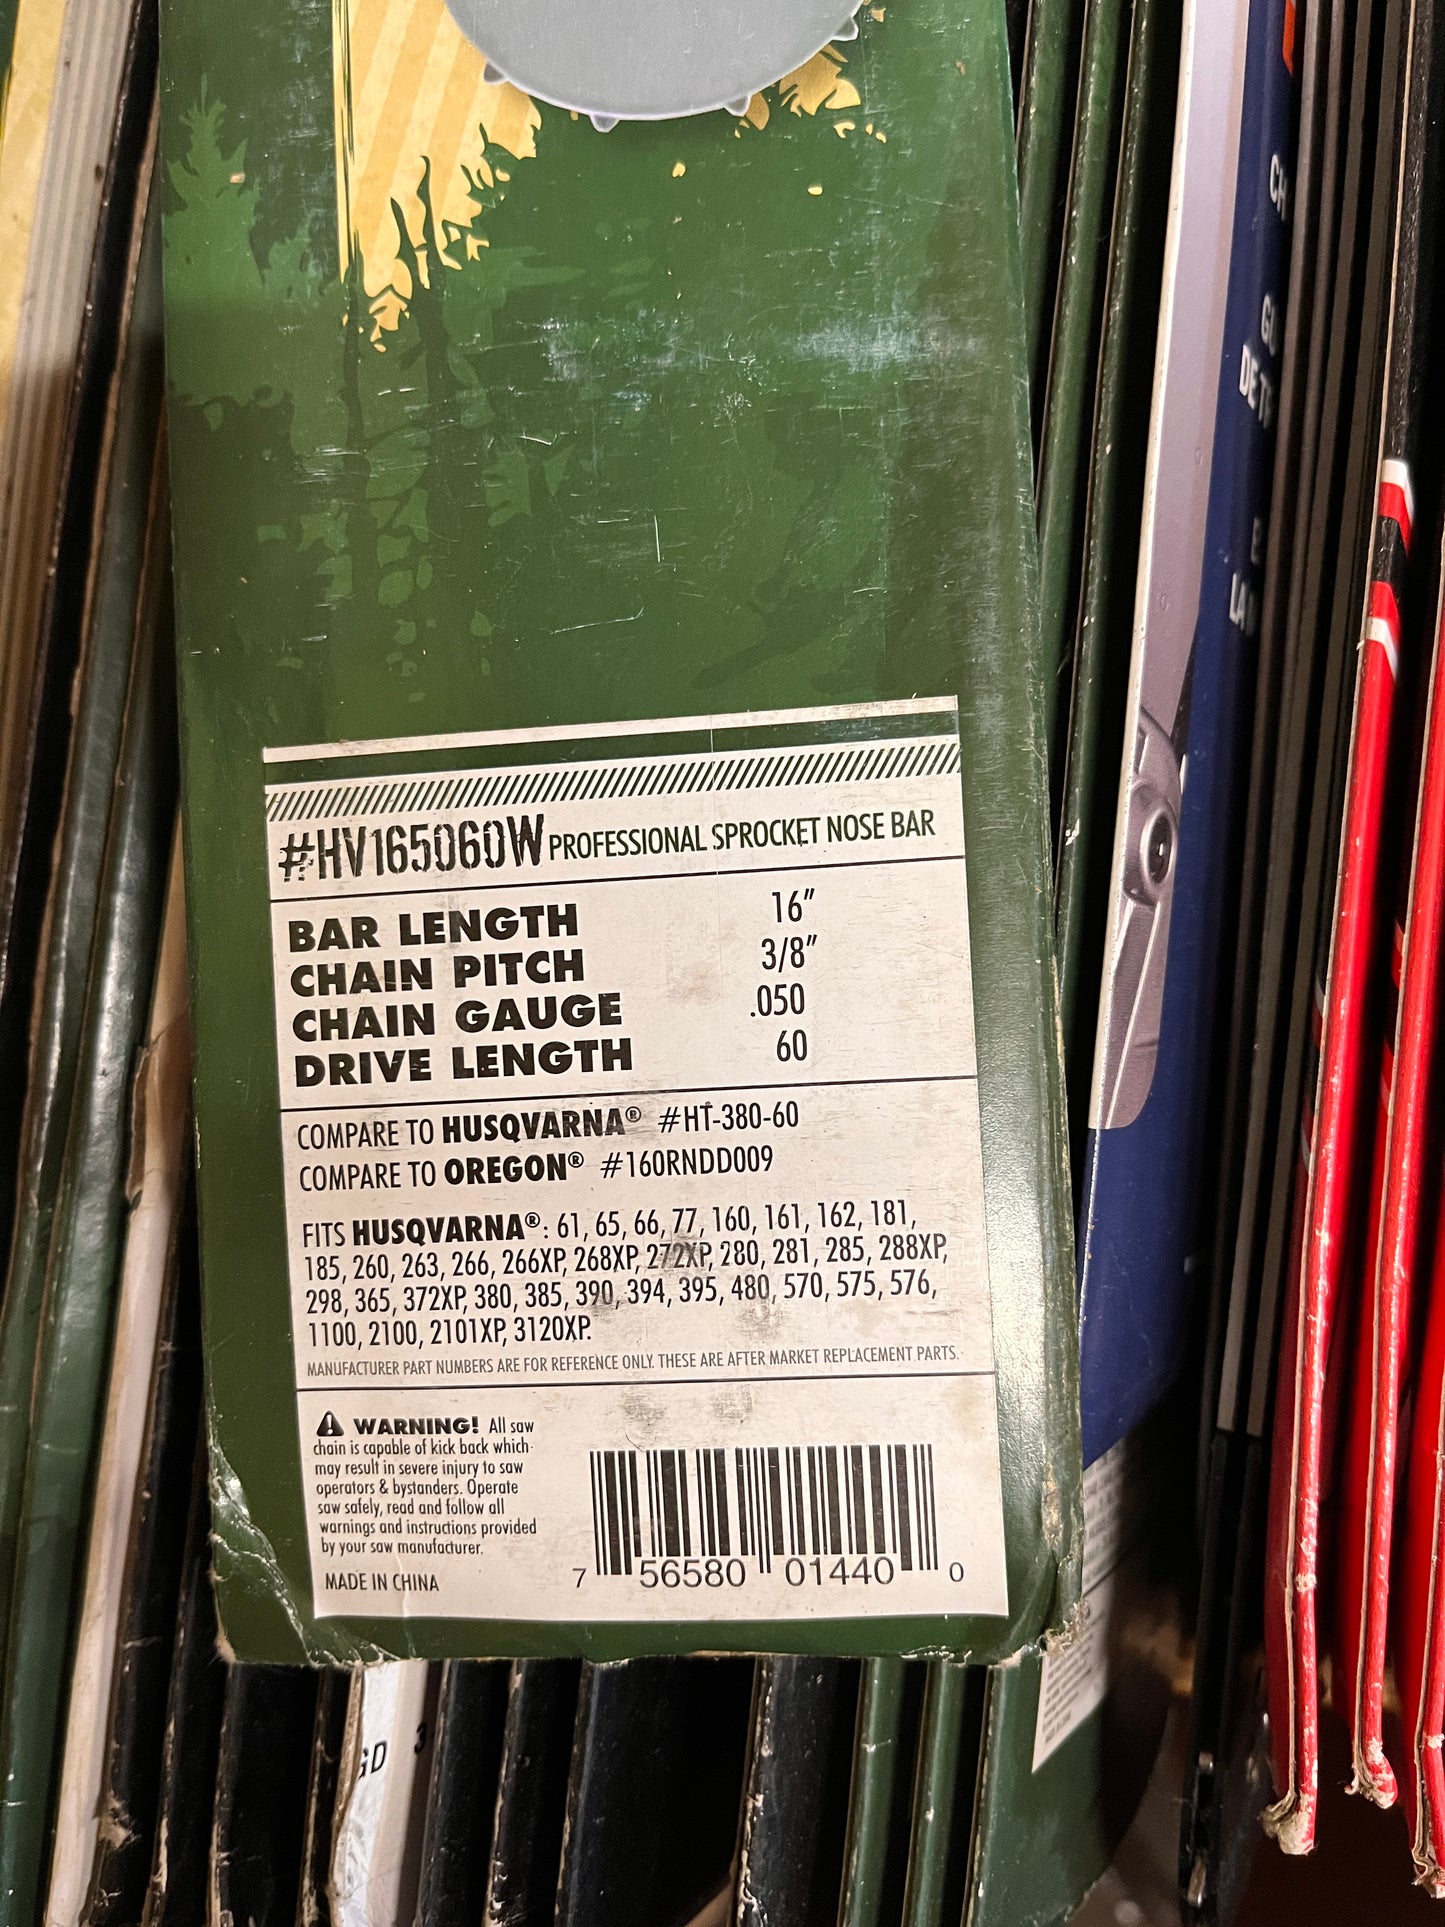 #HV165060W PROFESSIONAL SPROCKET NOSE BAR
BAR LENGTH 16"
CHAIN PITCH 3/8"
CHAIN GAUGE .050
DRIVE LENGTH 60
COMPARE TO HUSQVARNA® #HT-380-60
COMPARE TO OREGON® #160RNDD009
FITS HUSQVARNA®: 61, 65, 66, 77, 160, 161, 162, 181,
185, 260, 263, 266, 266XP, 268XP, 272XP, 280, 281, 285, 288XP,
298, 365, 372XP, 380, 385, 390, 394, 395, 480, 570, 575, 576,
1100, 2100, 2101XP, 3120XP.
MANUFACTURER PART NUMBERS ARE FOR REFERENCE ONLY. THESE ARE AFTER MARKET REPLACEMENT PARTS.
WARNING! All saw
chain is capable of kick back which
may result in severe injury to saw
operators & bystanders. Operate
saw safely, read and follow all
warnings and instructions provided
by your saw manufacturer.
MADE IN CHINA
7 56580 01440 0